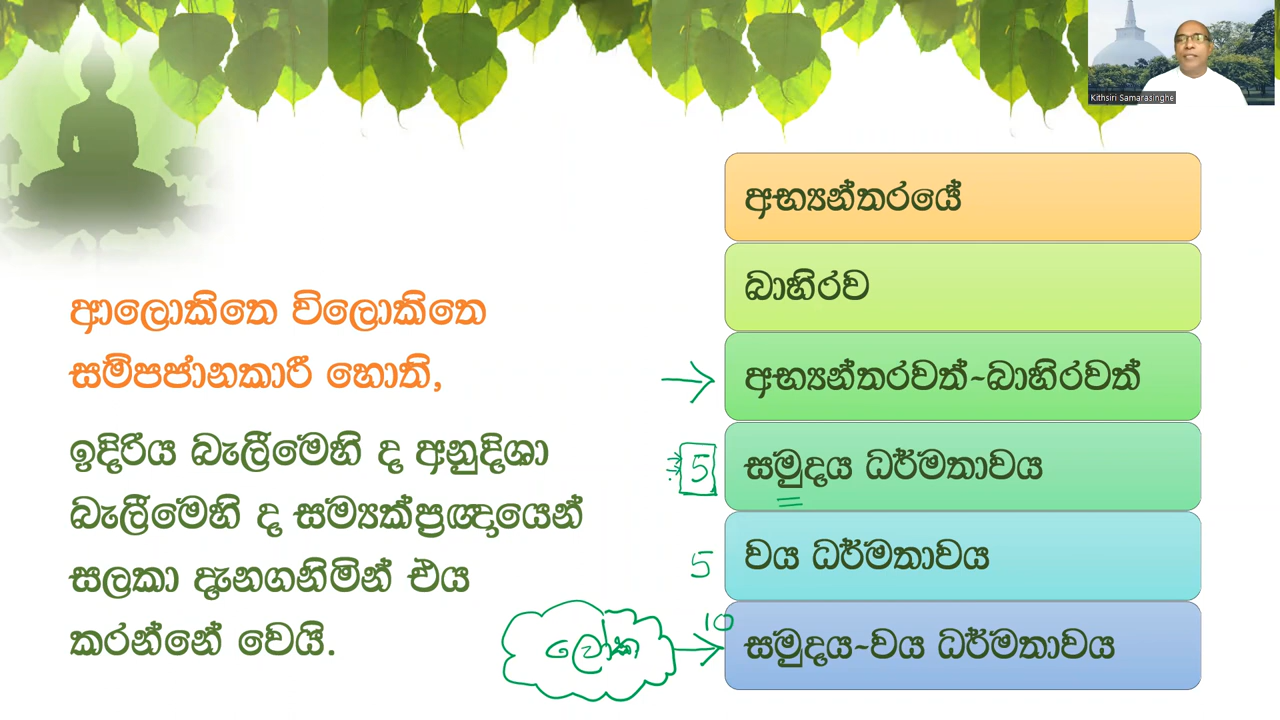 Kithsiri Samarasinghe
ආලොකිතෙ විලොකිතෙ
සම්පජානකාරී හොති,
ඉදිරිය බැලීමෙහි ද අනුදිශා
බැලීමෙහි ද සම්‍යක්ප්‍රඥායෙන්
සලකා දැනගනිමින් එය
කරන්නේ වෙයි.
අභ්‍යන්තරයේ
බාහිරව
අභ්‍යන්තරවත්~බාහිරවත්
5 සමුදය ධර්මතාවය
5 වය ධර්මතාවය
ලෝක 10 සමුදය~වය ධර්මතාවය